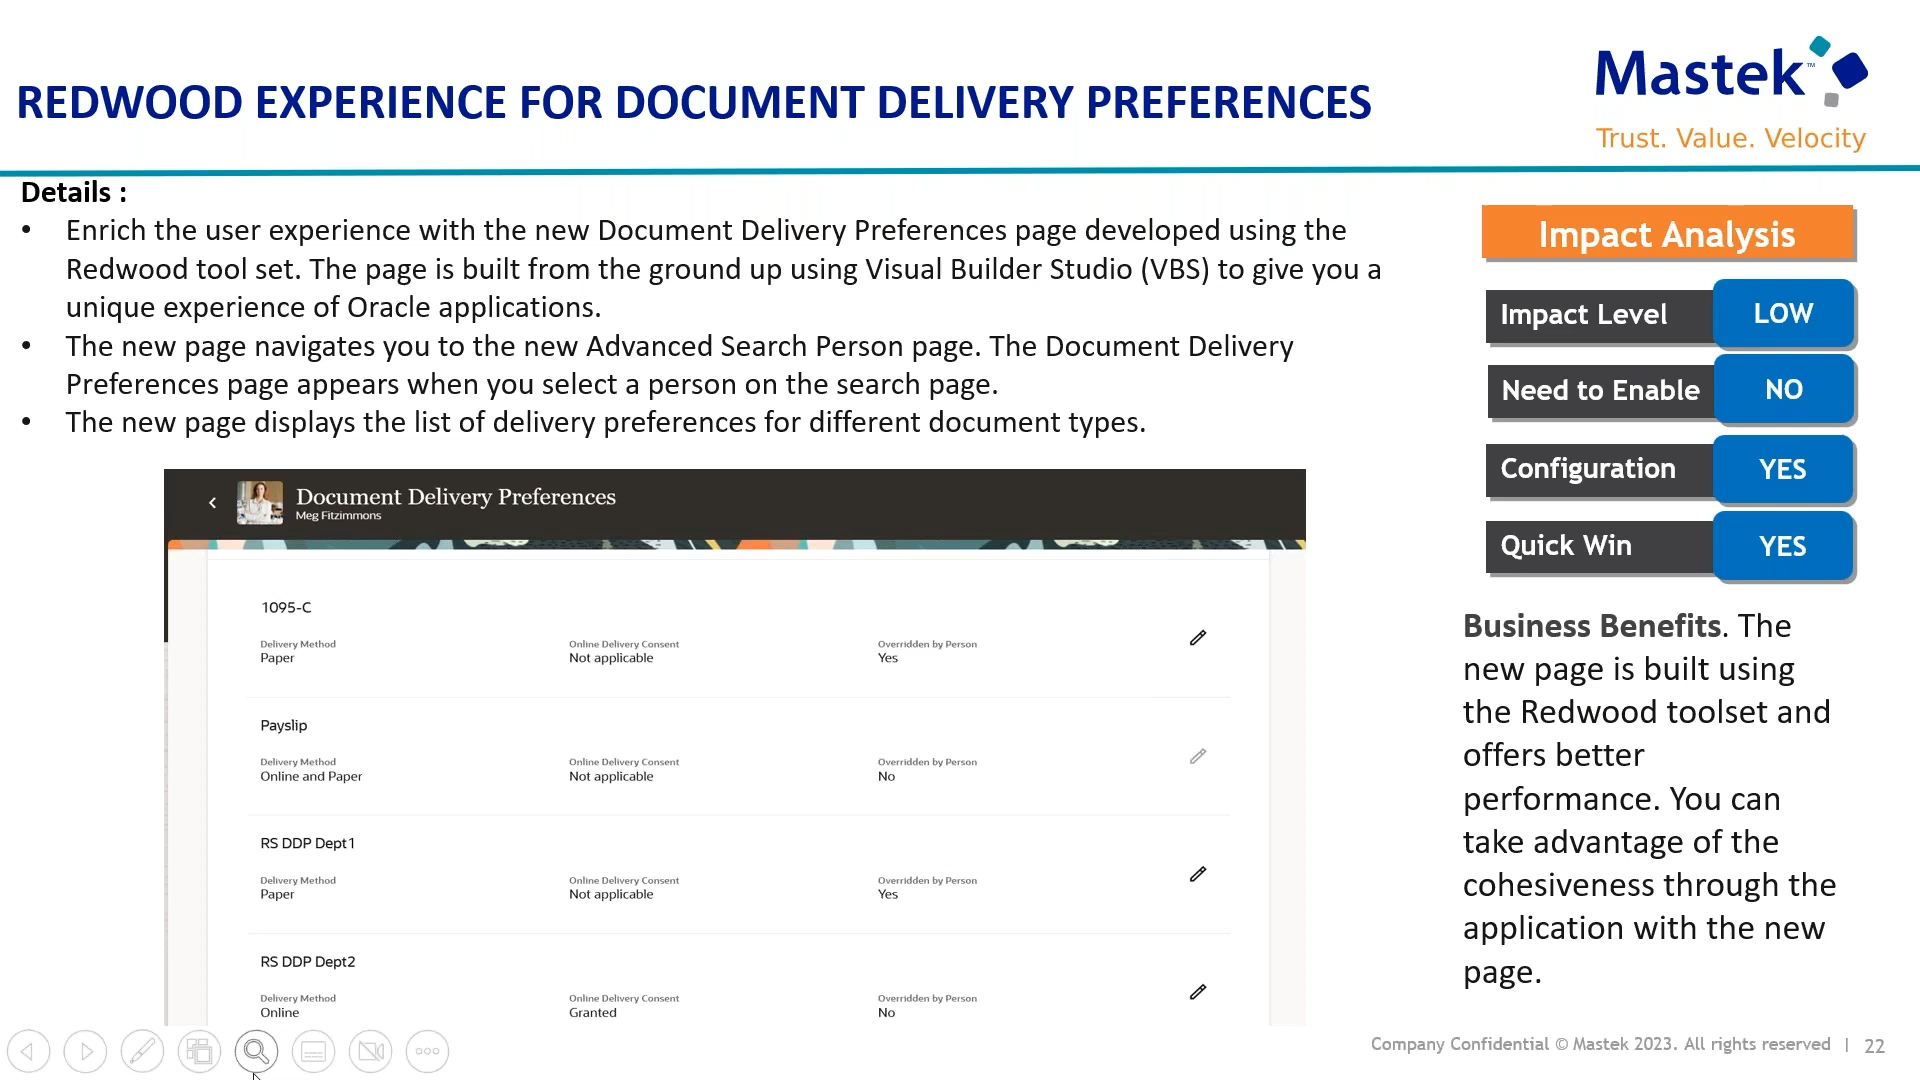 REDWOOD EXPERIENCE FOR DOCUMENT DELIVERY PREFERENCES
Mastek™
Trust. Value. Velocity
Details :
• Enrich the user experience with the new Document Delivery Preferences page developed using the
Redwood tool set. The page is built from the ground up using Visual Builder Studio (VBS) to give you a
unique experience of Oracle applications.
• The new page navigates you to the new Advanced Search Person page. The Document Delivery
Preferences page appears when you select a person on the search page.
• The new page displays the list of delivery preferences for different document types.
Document Delivery Preferences
Meg Fitzimmons
1095-C
Delivery Method Online Delivery Consent Overridden by Person
Paper Not applicable Yes
Payslip
Delivery Method Online Delivery Consent Overridden by Person
Online and Paper Not applicable No
RS DDP Dept1
Delivery Method Online Delivery Consent Overridden by Person
Paper Not applicable Yes
RS DDP Dept2
Delivery Method Online Delivery Consent Overridden by Person
Online Granted No
Impact Analysis
Impact Level LOW
Need to Enable NO
Configuration YES
Quick Win YES
Business Benefits. The
new page is built using
the Redwood toolset and
offers better
performance. You can
take advantage of the
cohesiveness through the
application with the new
page.
Company Confidential © Mastek 2023. All rights reserved | 22